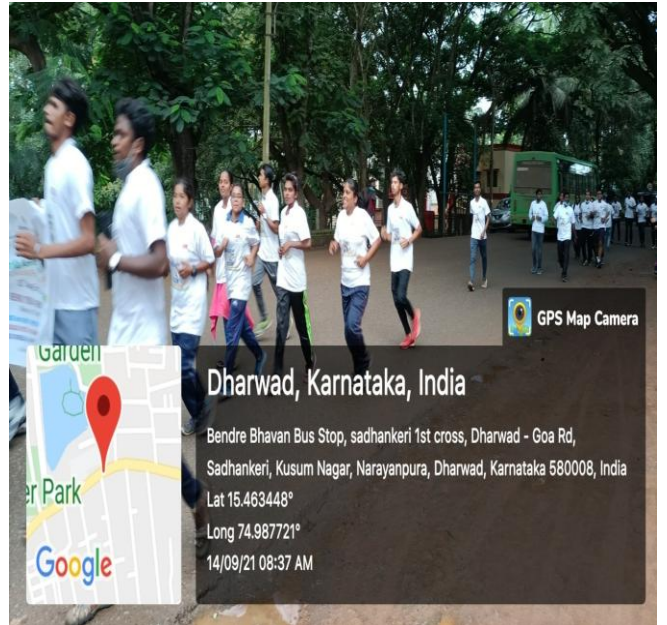 GPS Map Camera
Garden
er Park
Google
Dharwad, Karnataka, India
Bendre Bhavan Bus Stop, sadhankeri 1st cross, Dharwad - Goa Rd,
Sadhankeri, Kusum Nagar, Narayanpura, Dharwad, Karnataka 580008, India
Lat 15.463448°
Long 74.987721°
14/09/21 08:37 AM